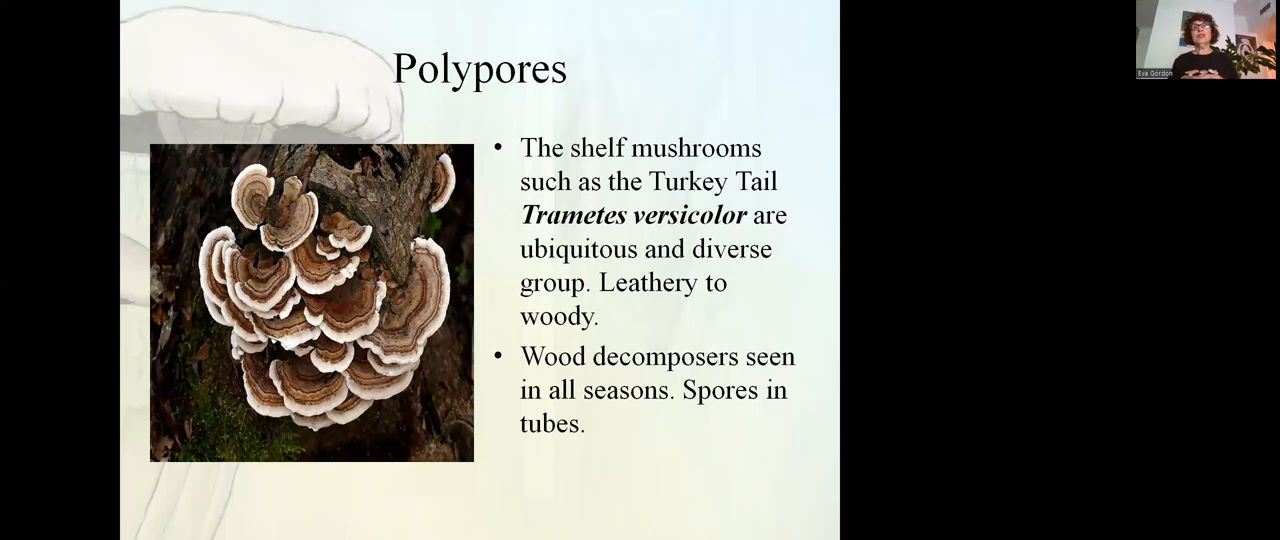 Polypores
• The shelf mushrooms
such as the Turkey Tail
Trametes versicolor are
ubiquitous and diverse
group. Leathery to
woody.
• Wood decomposers seen
in all seasons. Spores in
tubes.
Eva Gordon